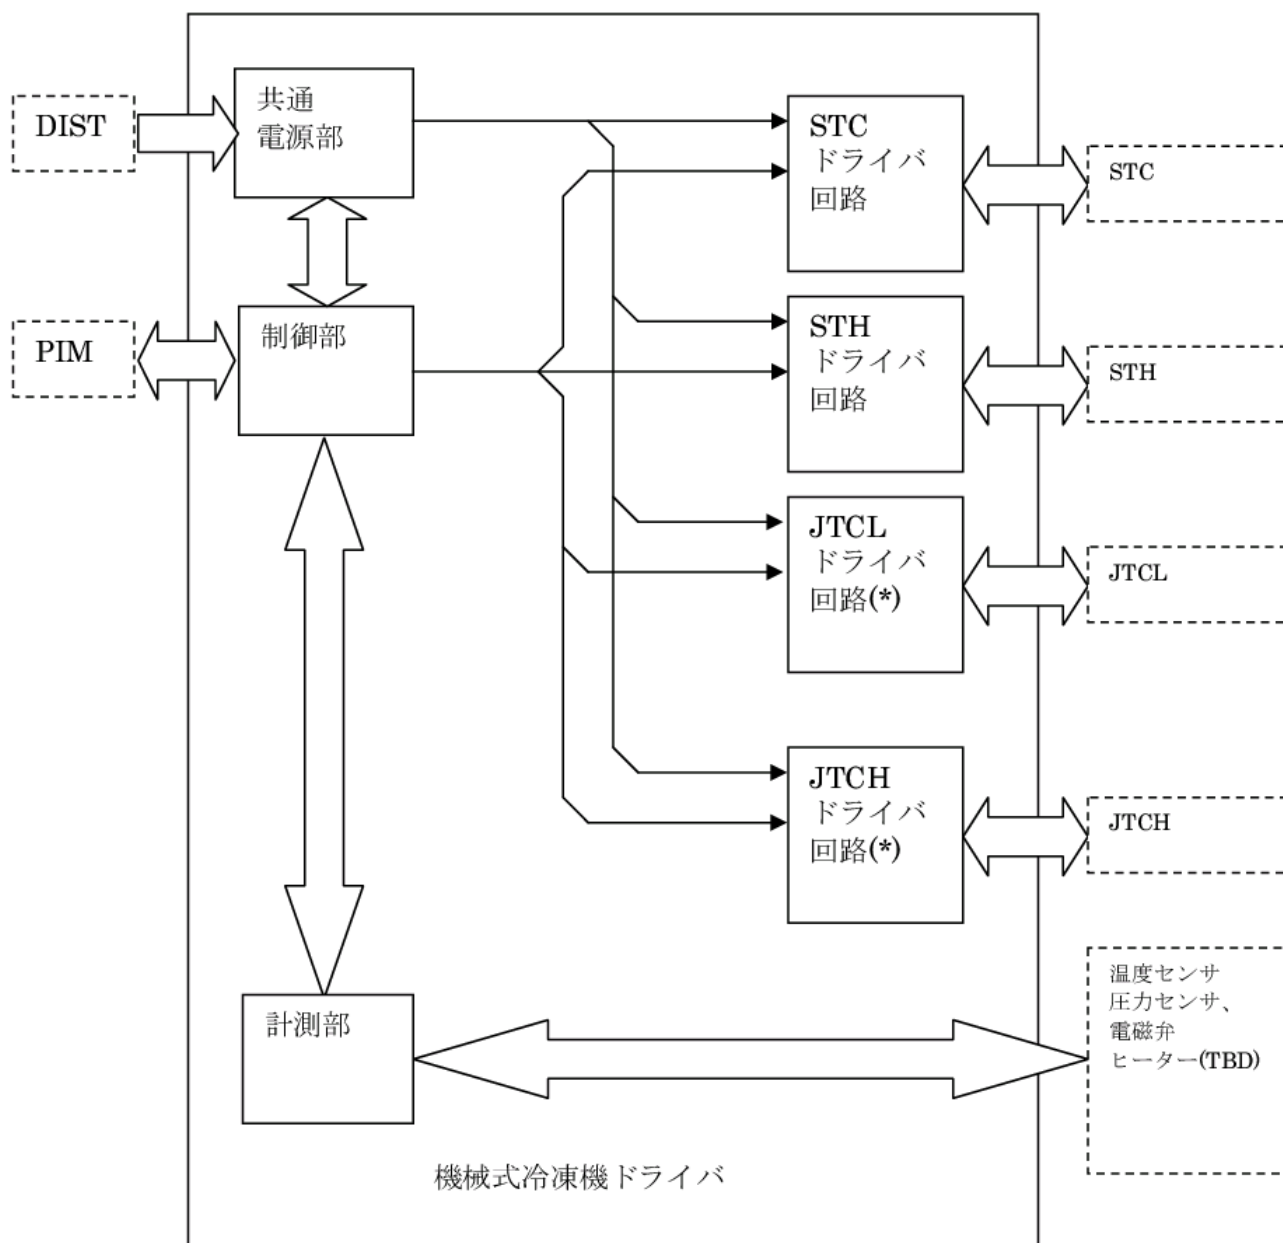 DIST
共通
電源部
STC
ドライバ
回路
STC
PIM
制御部
STH
ドライバ
回路
STH
JTCL
ドライバ
回路(*)
JTCL
JTCH
ドライバ
回路(*)
JTCH
計測部
温度センサ
圧力センサ、
電磁弁
ヒーター(TBD)
機械式冷凍機ドライバ